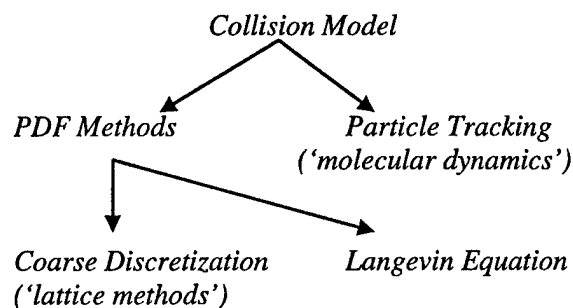 Collision Model
PDF Methods
Particle Tracking
('molecular dynamics')
Coarse Discretization
('lattice methods')
Langevin Equation